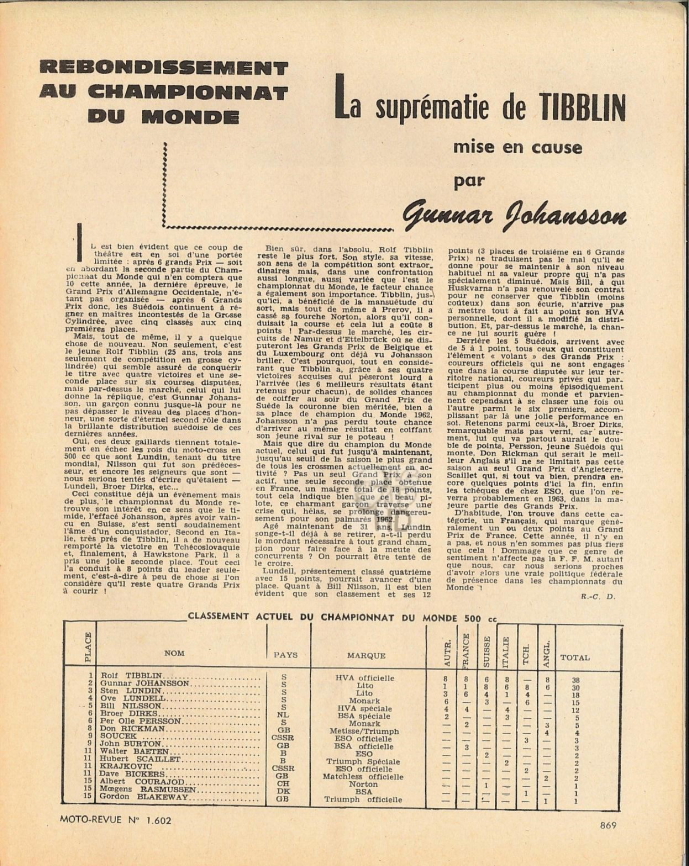 REBONDISSEMENT
AU CHAMPIONNAT
DU MONDE
La suprématie de TIBBLIN
mise en cause
par
Gunnar Johansson
IL est bien évident que ce coup de
théâtre est en soi d'une portée
limitée : après 6 grands Prix — soit
en abordant la seconde partie du Cham-
pionnat du Monde qui n'en comptera que
10 cette année, la dernière épreuve, le
Grand Prix d'Allemagne Occidentale, n'é-
tant pas organisée — après 6 Grands
Prix donc, les Suédois continuent à ré-
gner en maîtres incontestés de la Grosse
Cylindrée, avec cinq classés aux cinq
premières places.
Mais, tout de même, il y a quelque
chose de nouveau. Non seulement, c'est
le jeune Rolf Tibblin (25 ans, trois ans
seulement de compétition en grosse cy-
lindrée) qui semble assuré de conquérir
le titre avec quatre victoires et une se-
conde place sur six courses disputées,
mais par-dessus le marché, celui qui lui
donne la réplique, c'est Gunnar Johans-
son, un garçon connu jusque-là pour ne
pas dépasser le niveau des places d'hon-
neur, une sorte d'éternel second rôle dans
la brillante distribution suédoise de ces
dernières années.
Oui, ces deux gaillards tiennent totale-
ment en échec les rois du moto-cross en
500 cc que sont Lundin, tenant du titre
mondial, Nilsson qui fut son prédéces-
seur, et encore les seigneurs que sont —
nous serions tentés d'écrire qu'étaient —
Lundell, Broer Dirks, etc...
Ceci constitue déjà un événement mais
de plus, le championnat du Monde re-
trouve son intérêt en ce sens que le ti-
mide, l'effacé Johansson, après avoir vain-
cu en Suisse, s'est senti soudainement
l'âme d'un conquistador. Second en Ita-
lie, très près de Tibblin, il a de nouveau
remporté la victoire en Tchécoslovaquie
et, finalement, à Hawkstone Park, il a
pris une jolie seconde place. Tout ceci
l'a conduit à 8 points du leader seule-
ment, c'est-à-dire à peu de chose si l'on
considère qu'il reste quatre Grands Prix
à courir !
Bien sûr, dans l'absolu, Rolf Tibblin
reste le plus fort. Son style, sa vitesse,
son sens de la compétition sont extraor-
dinaires mais, dans une confrontation
aussi longue, aussi variée que l'est le
championnat du Monde, le facteur chance
a également son importance. Tibblin, jus-
qu'ici, a bénéficié de la mansuétude du
sort, mais tout de même à Prerov, il a
cassé sa fourche Norton, alors qu'il con-
duisait la course et cela lui a coûté 8
points ! Par-dessus le marché, les cir-
cuits de Namur et d'Ettelbrück où se dis-
puteront les Grands Prix de Belgique et
du Luxembourg ont déjà vu Johansson
briller. C'est pourquoi, tout en considé-
rant que Tibblin a, grâce à ses quatre
victoires acquises qui pèseront lourd à
l'arrivée (les 6 meilleurs résultats étant
retenus pour chacun), de solides chances
de coiffer au soir du Grand Prix de
Suède la couronne bien méritée, bien à
sa place de champion du Monde 1962,
Johansson n'a pas perdu toute chance
d'arriver au même résultat en coiffant
son jeune rival sur le poteau !
Mais que dire du champion du Monde
actuel, celui qui fut jusqu'à maintenant,
jusqu'au seuil de la saison le plus grand
de tous les crossmen actuellement en ac-
tivité ? Pas un seul Grand Prix à son
actif, une seule seconde place obtenue
en France, un maigre total de 18 points,
tout cela indique bien que ce beau pi-
lote, ce charmant garçon traverse une
crise qui, hélas, se prolonge dangereu-
sement pour son palmarès 1962.
Agé maintenant de ans, Lundin
songe-t-il déjà à se retirer, a-t-il perdu
le mordant nécessaire à tout grand cham-
pion pour faire face à la meute des
concurrents ? On pourrait être tenté de
le croire.
Lundell, présentement classé quatrième
avec 15 points, pourrait avancer d'une
place. Quant à Bill Nilsson, il est bien
évident que son classement et ses 12
points (3 places de troisième en 6 Grands
Prix) ne traduisent pas le mal qu'il se
donne pour se maintenir à son niveau
habituel ni sa valeur propre qui n'a pas
spécialement diminué. Mais Bill, à qui
Huskvarna n'a pas renouvelé son contrat
pour ne conserver que Tibblin (moins
coûteux) dans son écurie, n'arrive pas
à mettre tout à fait au point son HVA
personnelle, dont il a modifié la distri-
bution. Et, par-dessus le marché, la chan-
ce ne lui sourit guère !
Derrière les 5 Suédois, arrivent avec
de 5 à 1 point, tous ceux qui constituent
l'élément « volant » des Grands Prix :
coureurs officiels qui ne sont engagés
que dans la course disputée sur leur ter-
ritoire national, coureurs privés qui par-
ticipent plus ou moins épisodiquement
au championnat du monde et parvien-
nent cependant à se classer une fois ou
l'autre parmi les six premiers, accom-
plissant par là une jolie performance en
soi. Retenons parmi ceux-là, Broer Dirks,
remarquable mais pas verni, car autre-
ment, lui qui va partout aurait le dou-
ble de points, Persson, jeune Suédois qui
monte, Don Rickman qui serait le meil-
leur Anglais s'il ne se limitait pas cette
saison au seul Grand Prix d'Angleterre,
Scaillet qui, si tout va bien, prendra en-
core quelques points d'ici la fin, enfin
les tchèques de chez ESO, que l'on re-
verra probablement en 1963, dans la ma-
jeure partie des Grands Prix.
D'habitude, l'on trouve dans cette ca-
tégorie, un Français, qui marque géné-
ralement un ou deux points au Grand
Prix de France. Cette année, il n'y en
a pas, et nous n'en sommes pas plus fiers
que cela ! Dommage que ce genre de
sentiment n'affecte pas la F. F. M. autant
que nous, car nous serions proches
d'avoir alors une vraie politique fédérale
de présence dans les championnats du
Monde !
R.-C. D.
CLASSEMENT ACTUEL DU CHAMPIONNAT DU MONDE 500 cc
PLACE NOM PAYS MARQUE AUTR. FRANCE SUISSE ITALIE TCH. ANGL. TOTAL
1 Rolf TIBBLIN S HVA officielle 8 8 6 8 — 8 38
2 Gunnar JOHANSSON S Lito 1 1 8 6 8 6 30
3 Sten LUNDIN S Lito 3 6 4 1 4 — 18
4 Ove LUNDELL S Monark 6 — 3 — 6 — 15
5 Bill NILSSON S HVA spéciale 4 4 — 4 — — 12
6 Broer DIRKS NL BSA spéciale 2 — — 3 — — 5
6 Per Olle PERSSON S Monark — 2 — — — 3 5
8 Don RICKMAN GB Metisse/Triumph — — — — — 4 4
9 SOUCEK CSSR ESO officielle — — — — 3 — 3
9 John BURTON GB BSA officielle — 3 — — — — 3
11 Walter BAETEN B ESO — — 2 — — — 2
11 Hubert SCAILLET B Triumph Spéciale — — — 2 — — 2
11 KRAJKOVIC CSSR ESO officielle — — — — 2 — 2
11 Dave BICKERS GB Matchless officielle — — — — — 2 2
15 Albert COURAJOD CH Norton — — 1 — — — 1
15 Mœgens RASMUSSEN DK BSA — — — — 1 — 1
15 Gordon BLAKEWAY GB Triumph officielle — — — — — 1 1
MOTO-REVUE N° 1.602
869